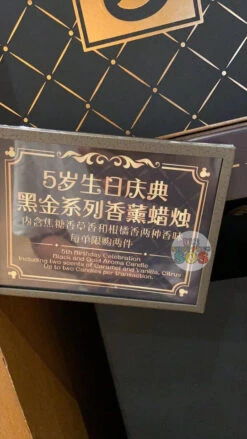 5岁生日庆典
黑金系列香薰蜡烛
内含焦糖香草香和柑橘香两种香味
每单限购两件
5th Birthday Celebration
Black and Gold Aroma Candle
Including two scents of Caramel and Vanilla, Citrus
Up to two Candles per transaction.